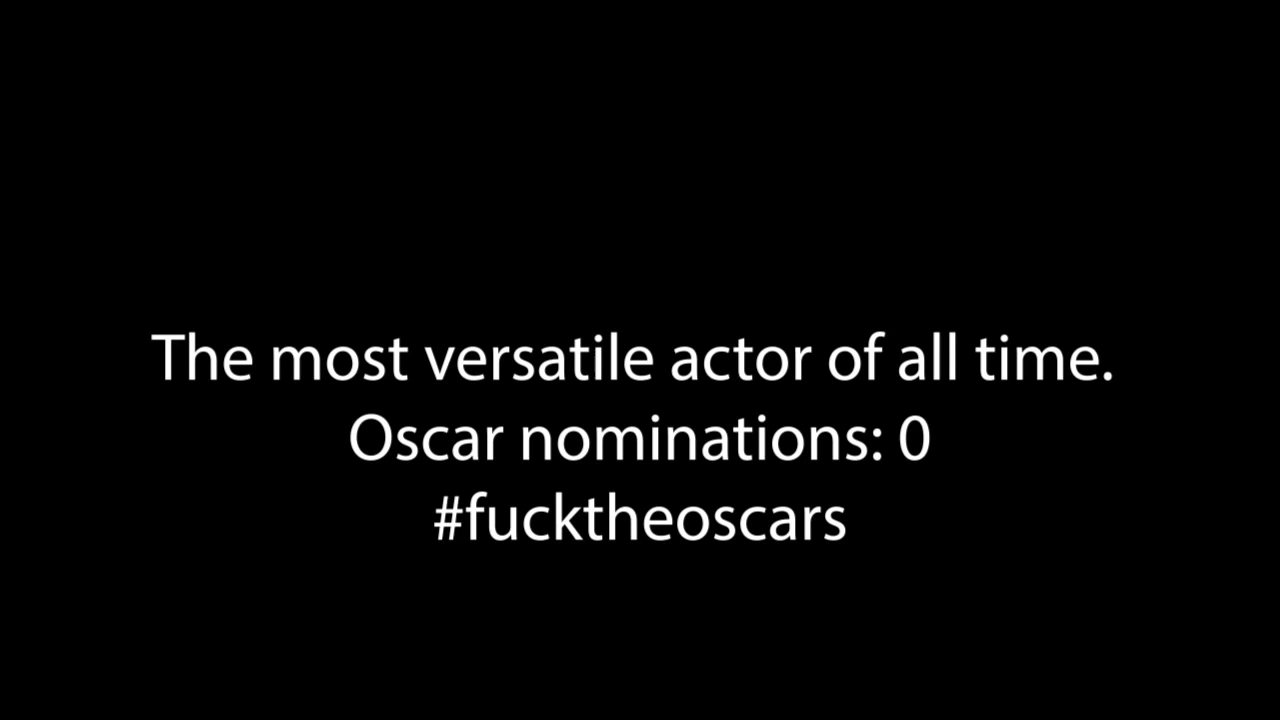 The most versatile actor of all time.
Oscar nominations: 0
#fucktheoscars